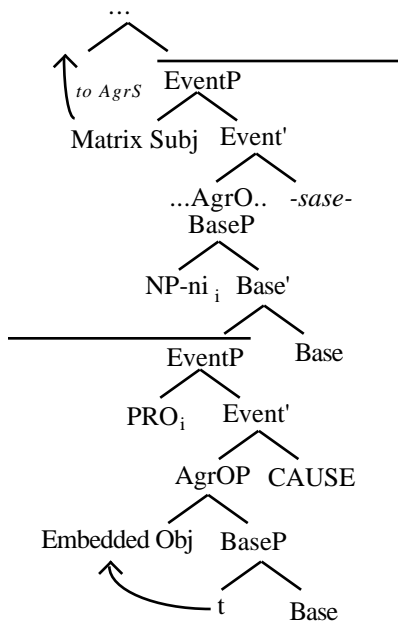 ...
to AgrS
EventP
Matrix Subj Event'
...AgrO.. -sase-
BaseP
NP-ni i Base'
EventP Base
PRO i Event'
AgrOP CAUSE
Embedded Obj BaseP
t Base